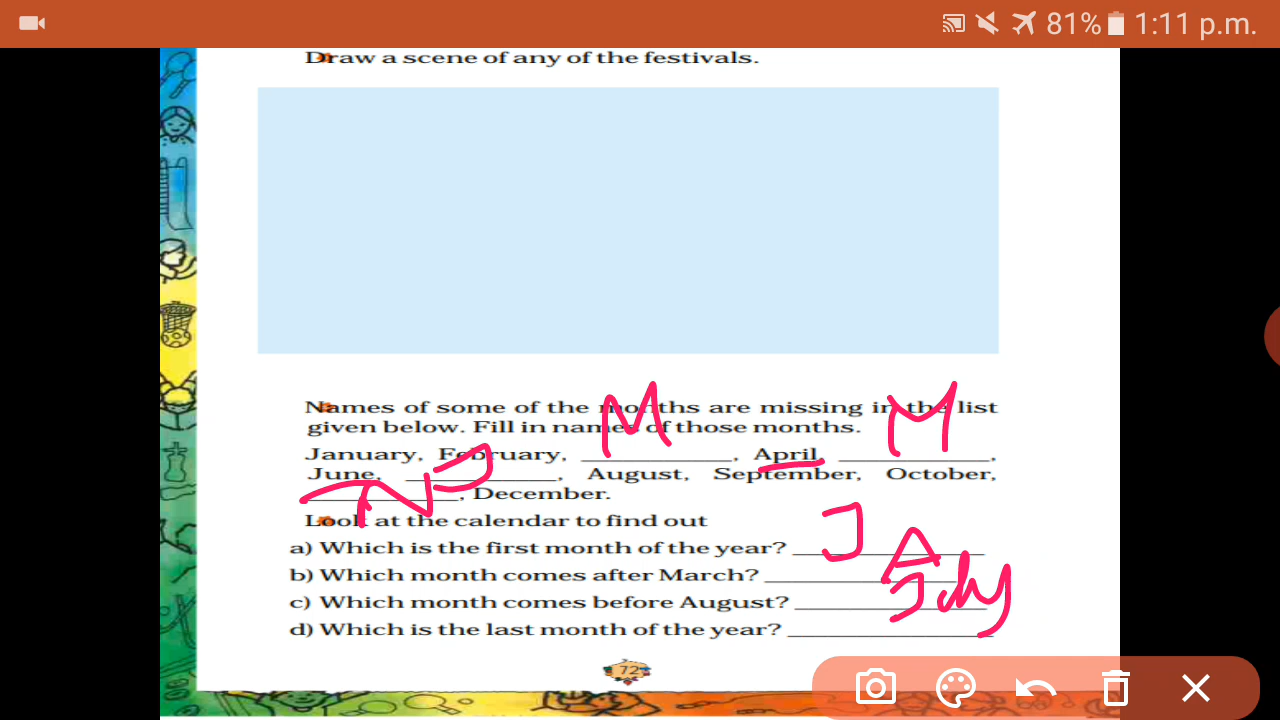 81% 1:11 p.m.
Draw a scene of any of the festivals.
Names of some of the months are missing in the list
given below. Fill in names of those months.
M M
January, February, ____________, April, ____________,
June, ____________, August, September, October,
J N
____________, December.
Look at the calendar to find out
a) Which is the first month of the year? ____________ J
b) Which month comes after March? ____________ A
c) Which month comes before August? ____________ July
d) Which is the last month of the year? ____________
72